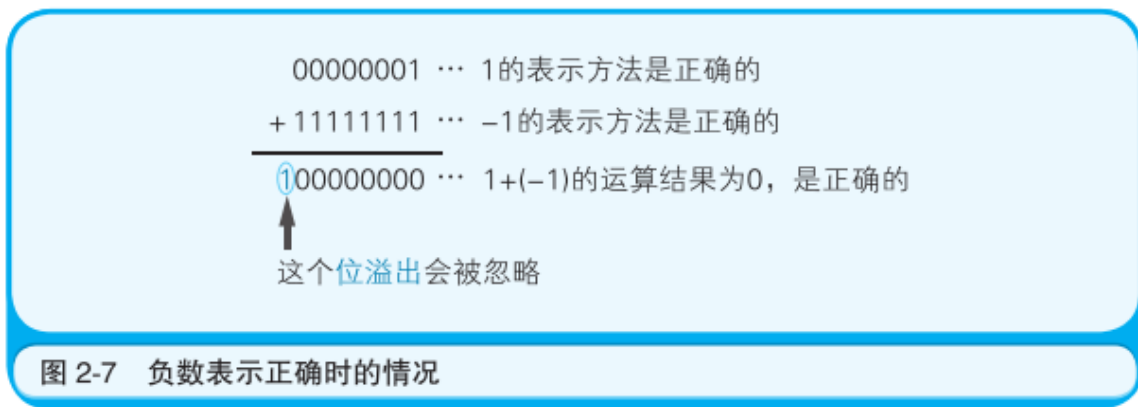 00000001 … 1的表示方法是正确的
+ 11111111 … –1的表示方法是正确的
100000000 … 1+(–1)的运算结果为0，是正确的
这个位溢出会被忽略
图 2-7 负数表示正确时的情况